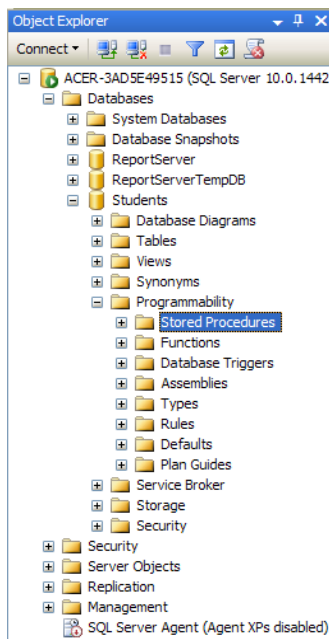 Object Explorer
Connect
ACER-3AD5E49515 (SQL Server 10.0.1442
Databases
System Databases
Database Snapshots
ReportServer
ReportServerTempDB
Students
Database Diagrams
Tables
Views
Synonyms
Programmability
Stored Procedures
Functions
Database Triggers
Assemblies
Types
Rules
Defaults
Plan Guides
Service Broker
Storage
Security
Security
Server Objects
Replication
Management
SQL Server Agent (Agent XPs disabled)